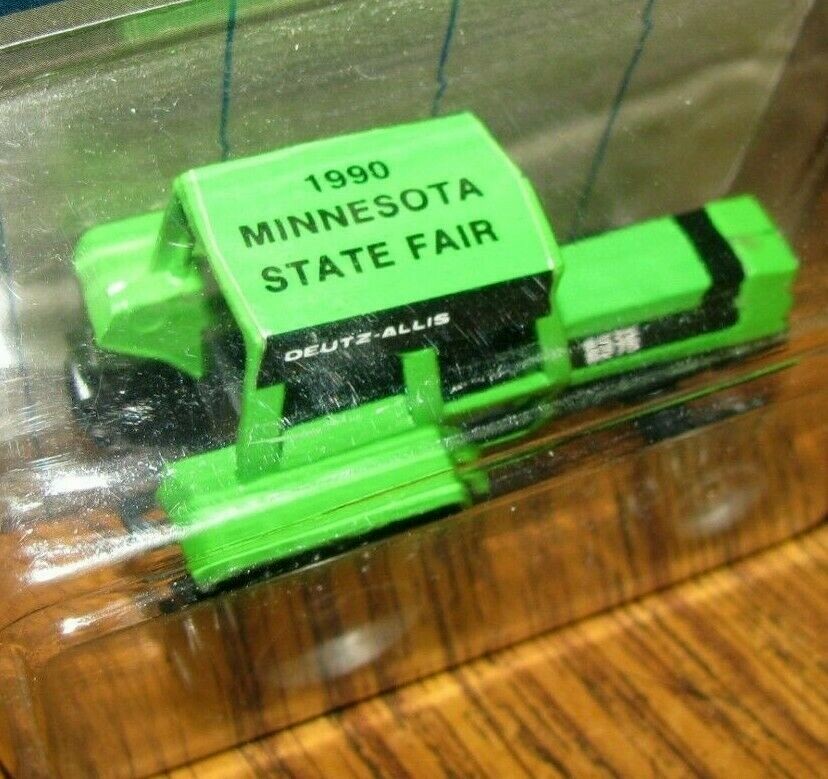 1990
MINNESOTA
STATE FAIR
DEUTZ-ALLIS